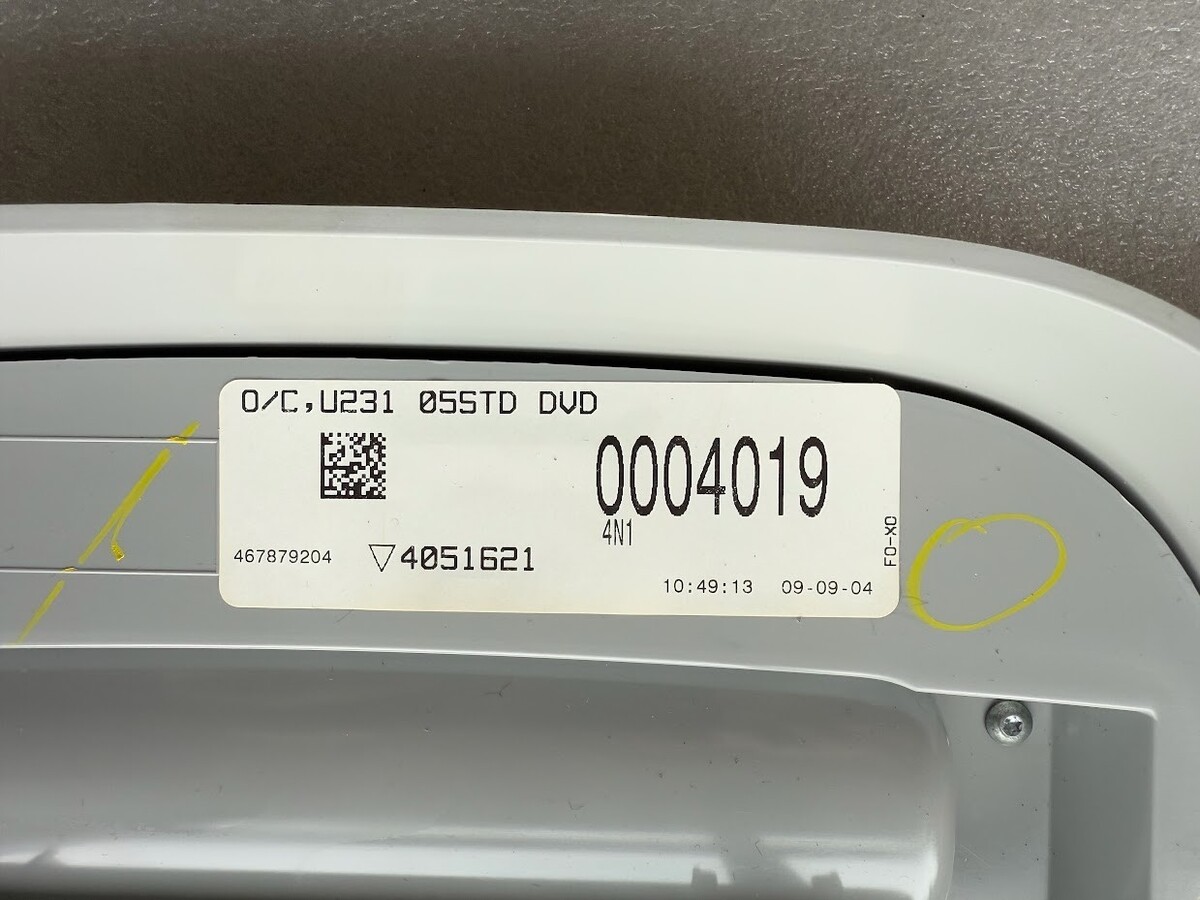 O/C,U231 05STD DVD
0004019
4N1
467879204 ▽4051621
10:49:13 09-09-04
FO-XO